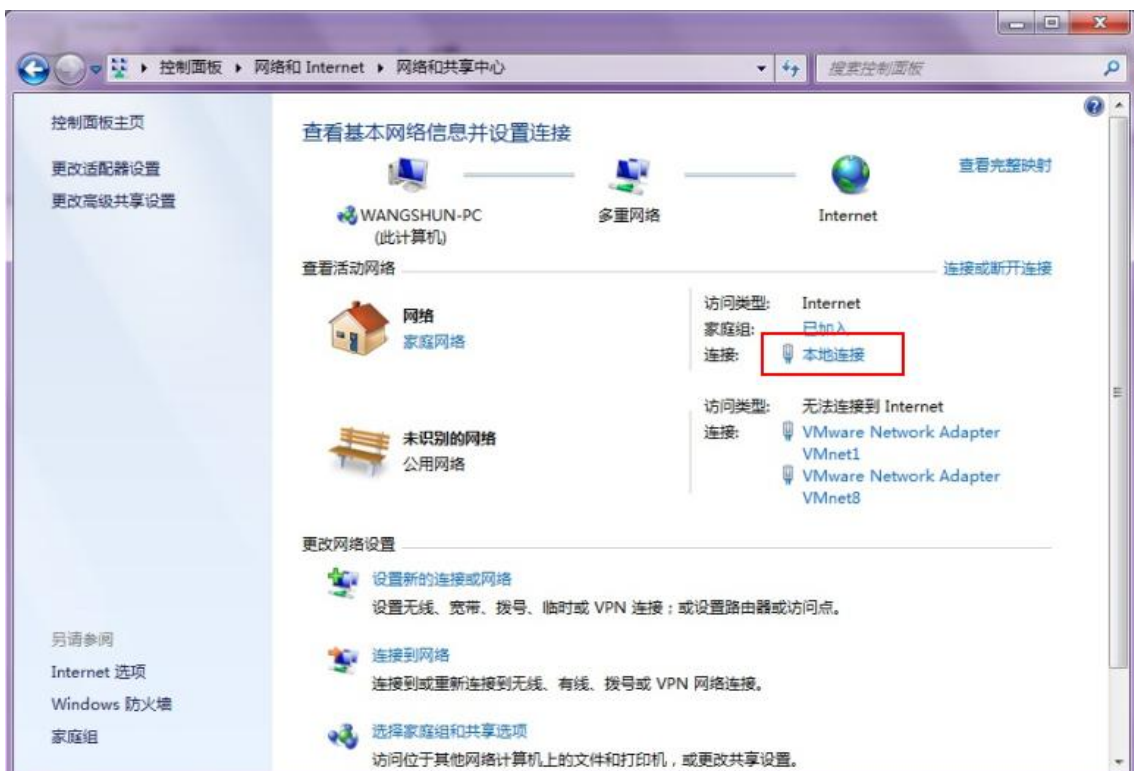 控制面板 ▸ 网络和 Internet ▸ 网络和共享中心
搜索控制面板
控制面板主页
更改适配器设置
更改高级共享设置
另请参阅
Internet 选项
Windows 防火墙
家庭组
查看基本网络信息并设置连接
查看完整映射
WANGSHUN-PC
(此计算机)
多重网络
Internet
查看活动网络
连接或断开连接
网络
家庭网络
访问类型: Internet
家庭组: 已加入
连接: 本地连接
未识别的网络
公用网络
访问类型: 无法连接到 Internet
连接: VMware Network Adapter
VMnet1
VMware Network Adapter
VMnet8
更改网络设置
设置新的连接或网络
设置无线、宽带、拨号、临时或 VPN 连接；或设置路由器或访问点。
连接到网络
连接到或重新连接到无线、有线、拨号或 VPN 网络连接。
选择家庭组和共享选项
访问位于其他网络计算机上的文件和打印机，或更改共享设置。